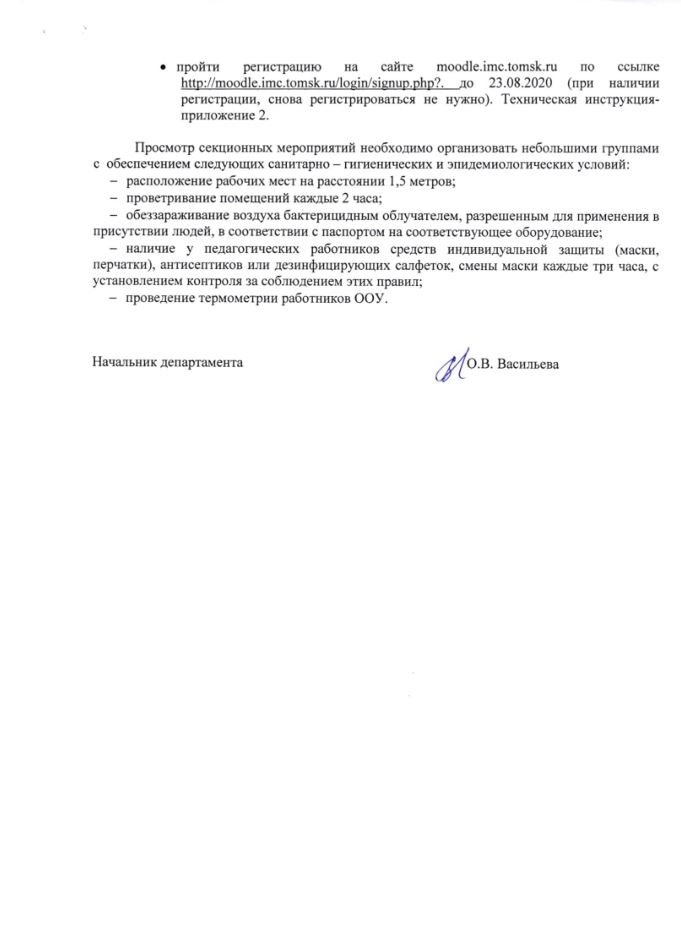 • пройти регистрацию на сайте moodle.imc.tomsk.ru по ссылке
http://moodle.imc.tomsk.ru/login/signup.php?. до 23.08.2020 (при наличии
регистрации, снова регистрироваться не нужно). Техническая инструкция-
приложение 2.
Просмотр секционных мероприятий необходимо организовать небольшими группами
с обеспечением следующих санитарно – гигиенических и эпидемиологических условий:
– расположение рабочих мест на расстоянии 1,5 метров;
– проветривание помещений каждые 2 часа;
– обеззараживание воздуха бактерицидным облучателем, разрешенным для применения в
присутствии людей, в соответствии с паспортом на соответствующее оборудование;
– наличие у педагогических работников средств индивидуальной защиты (маски,
перчатки), антисептиков или дезинфицирующих салфеток, смены маски каждые три часа, с
установлением контроля за соблюдением этих правил;
– проведение термометрии работников ООУ.
Начальник департамента О.В. Васильева